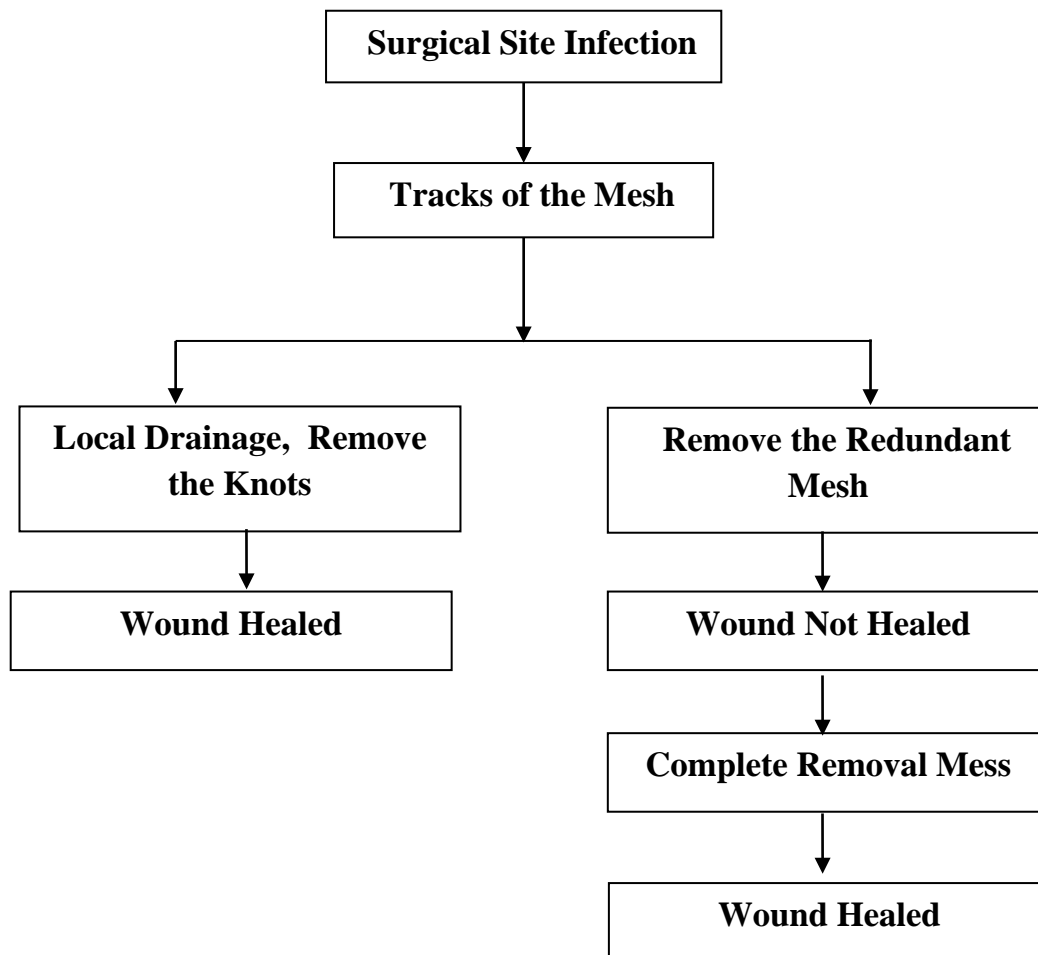 Surgical Site Infection
Tracks of the Mesh
Local Drainage, Remove
the Knots
Wound Healed
Remove the Redundant
Mesh
Wound Not Healed
Complete Removal Mess
Wound Healed